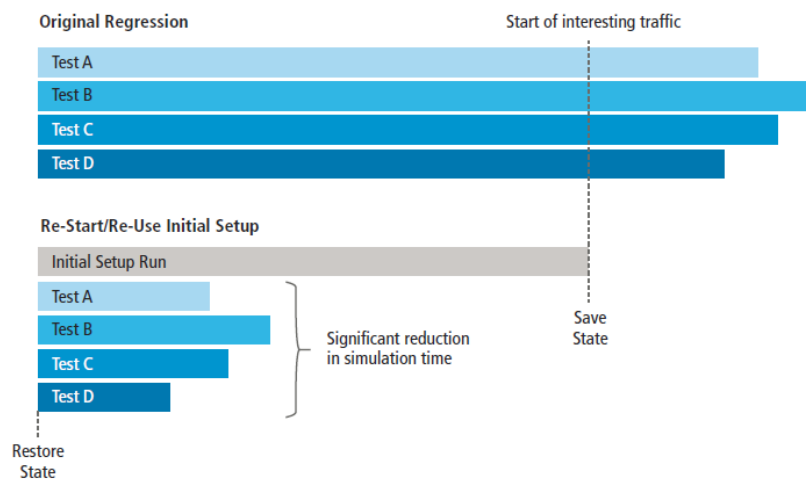 Original Regression
Start of interesting traffic
Test A
Test B
Test C
Test D
Re-Start/Re-Use Initial Setup
Initial Setup Run
Test A
Test B
Test C
Test D
Significant reduction
in simulation time
Save
State
Restore
State